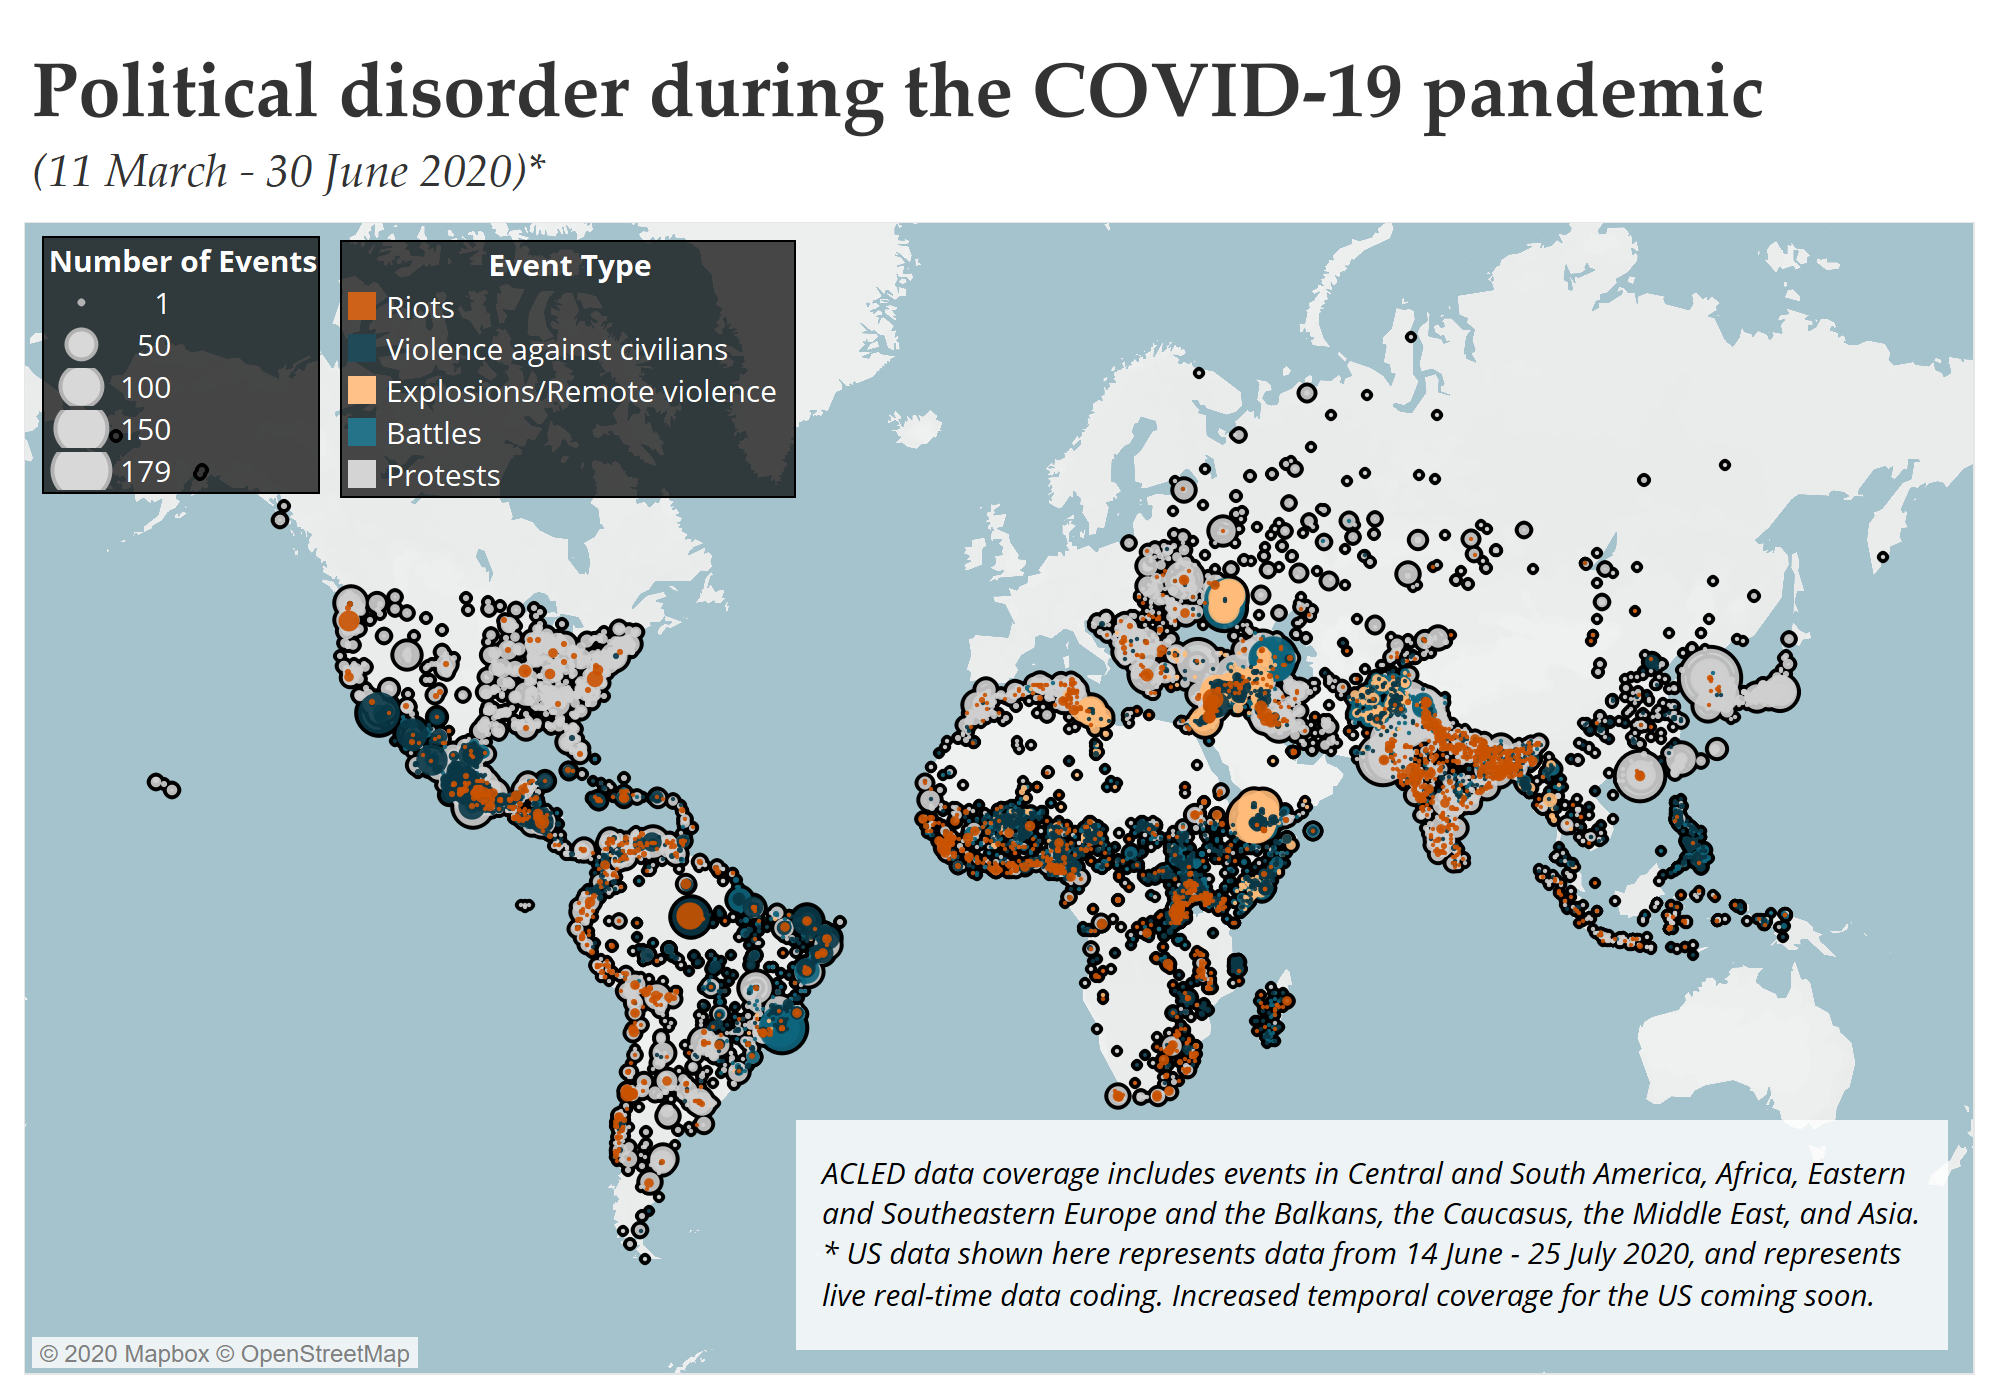 Political disorder during the COVID-19 pandemic
(11 March - 30 June 2020)*
Number of Events
1
50
100
150
179
Event Type
Riots
Violence against civilians
Explosions/Remote violence
Battles
Protests
ACLED data coverage includes events in Central and South America, Africa, Eastern
and Southeastern Europe and the Balkans, the Caucasus, the Middle East, and Asia.
* US data shown here represents data from 14 June - 25 July 2020, and represents
live real-time data coding. Increased temporal coverage for the US coming soon.
© 2020 Mapbox © OpenStreetMap